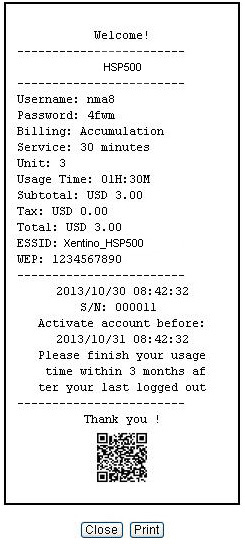 Welcome!
-----------------------
HSP500
-----------------------
Username: nma8
Password: 4fwm
Billing: Accumulation
Service: 30 minutes
Unit: 3
Usage Time: 01H:30M
Subtotal: USD 3.00
Tax: USD 0.00
Total: USD 3.00
ESSID: Xentino_HSP500
WEP: 1234567890
-----------------------
2013/10/30 08:42:32
S/N: 000011
Activate account before:
2013/10/31 08:42:32
Please finish your usage
time within 3 months af
ter your last logged out
-----------------------
Thank you !
Close Print